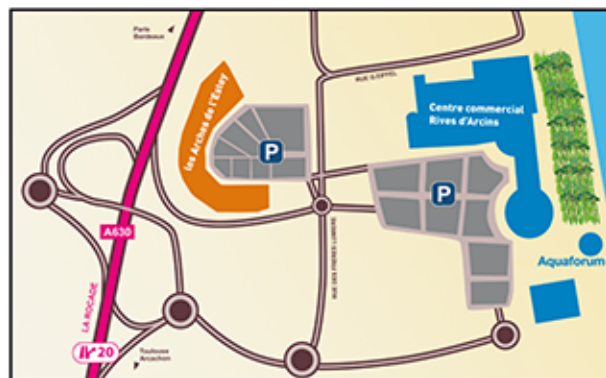 Paris
Bordeaux
RUE G.EIFFEL
les Arches de l'Estey
Centre commercial
Rives d'Arcins
P
P
A630
RUE DES FRERES LUMIERE
Aquaforum
LA ROCADE
20
Toulouse
Arcachon